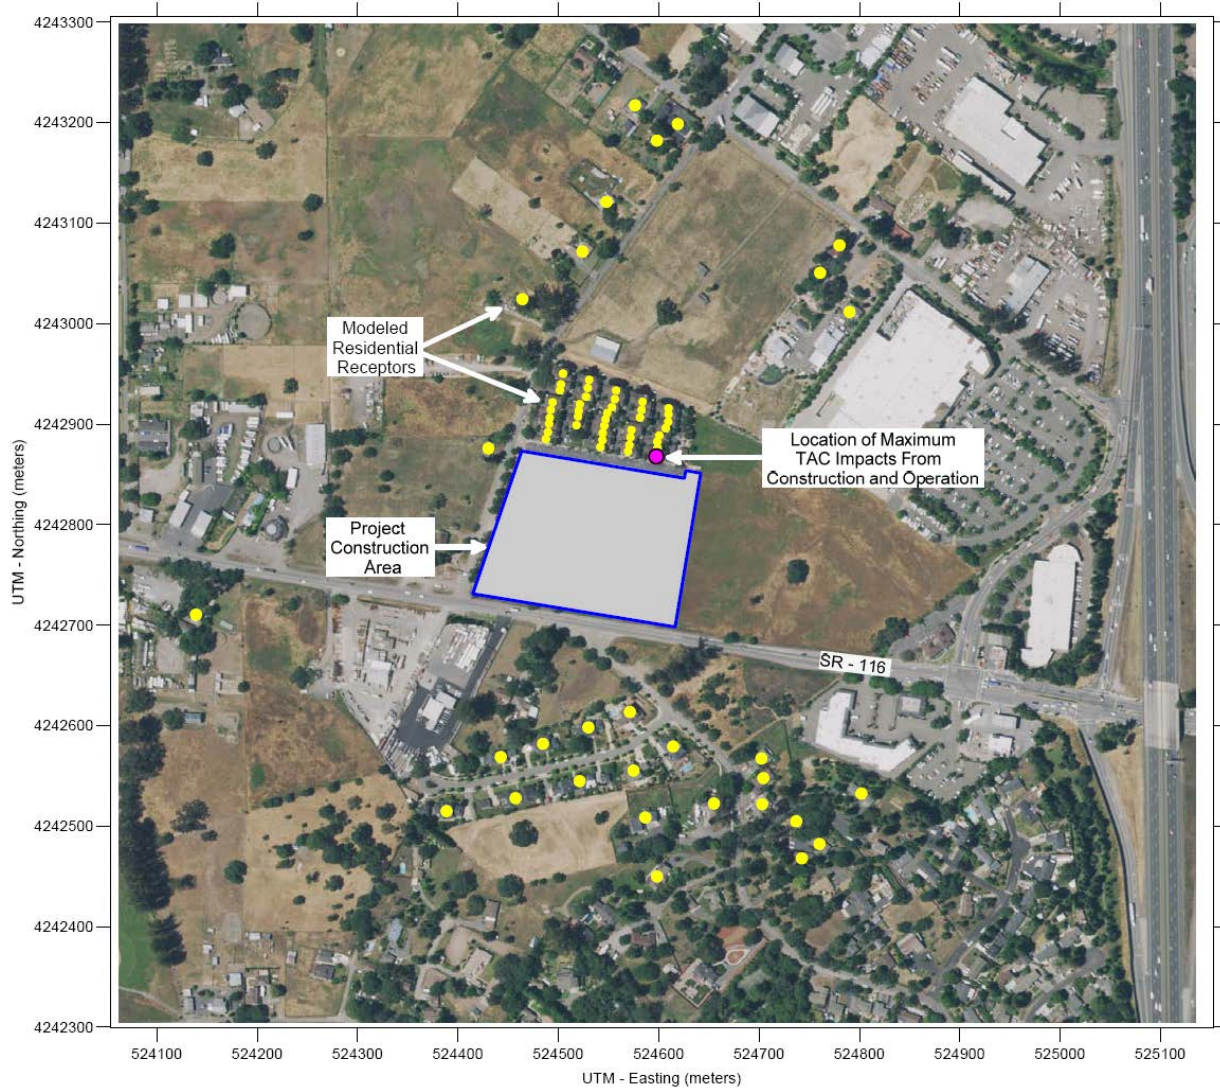 4243300
4243200
4243100
4243000
4242900
4242800
4242700
4242600
4242500
4242400
4242300
UTM - Northing (meters)
Modeled
Residential
Receptors
Location of Maximum
TAC Impacts From
Construction and Operation
Project
Construction
Area
SR - 116
524100
524200
524300
524400
524500
524600
524700
524800
524900
525000
525100
UTM - Easting (meters)